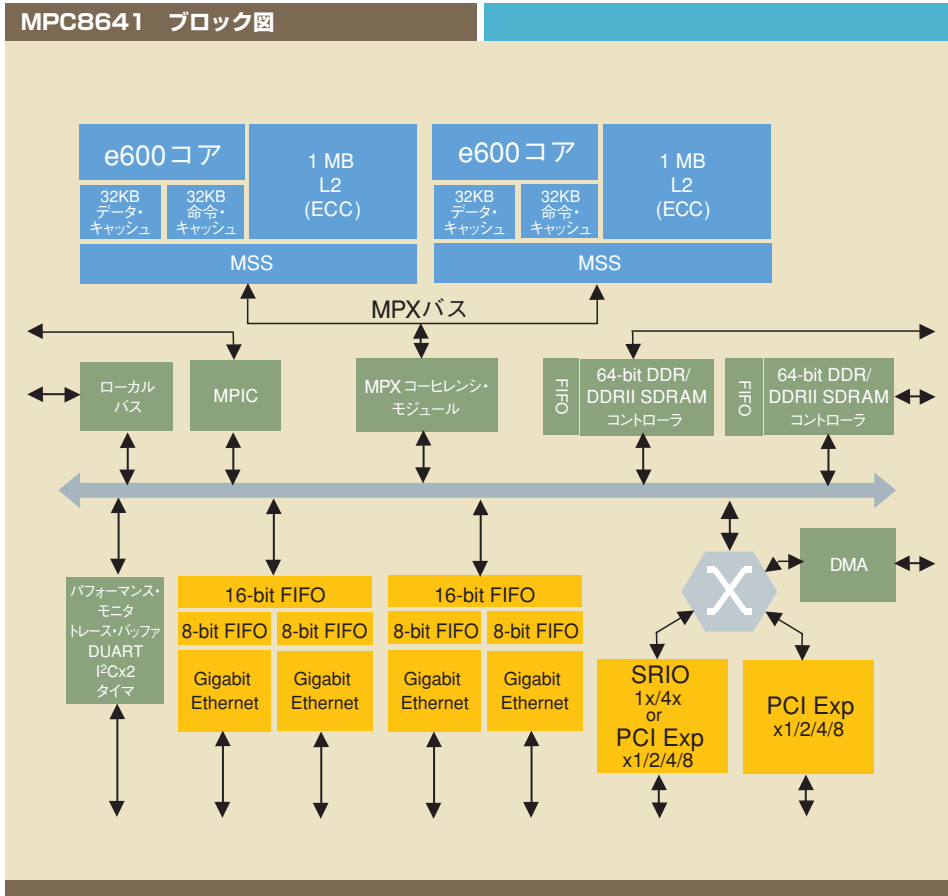 MPC8641 ブロック図
e600コア
32KB
データ・
キャッシュ
32KB
命令・
キャッシュ
1 MB
L2
(ECC)
MSS
e600コア
32KB
データ・
キャッシュ
32KB
命令・
キャッシュ
1 MB
L2
(ECC)
MSS
MPXバス
ローカル
バス
MPIC
MPXコーヒレンシ・
モジュール
FIFO
64-bit DDR/
DDRII SDRAM
コントローラ
FIFO
64-bit DDR/
DDRII SDRAM
コントローラ
パフォーマンス・
モニタ
トレース・バッファ
DUART
I²Cx2
タイマ
16-bit FIFO
8-bit FIFO
8-bit FIFO
Gigabit
Ethernet
Gigabit
Ethernet
16-bit FIFO
8-bit FIFO
8-bit FIFO
Gigabit
Ethernet
Gigabit
Ethernet
DMA
SRIO
1x/4x
or
PCI Exp
x1/2/4/8
PCI Exp
x1/2/4/8